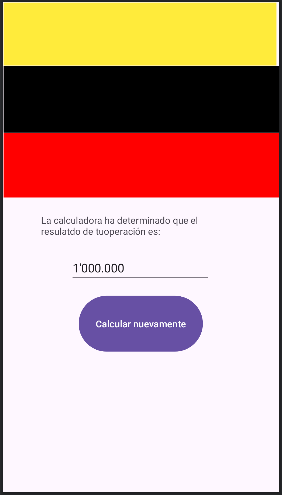 La calculadora ha determinado que el
resulatdo de tuoperación es:
1'000.000
Calcular nuevamente